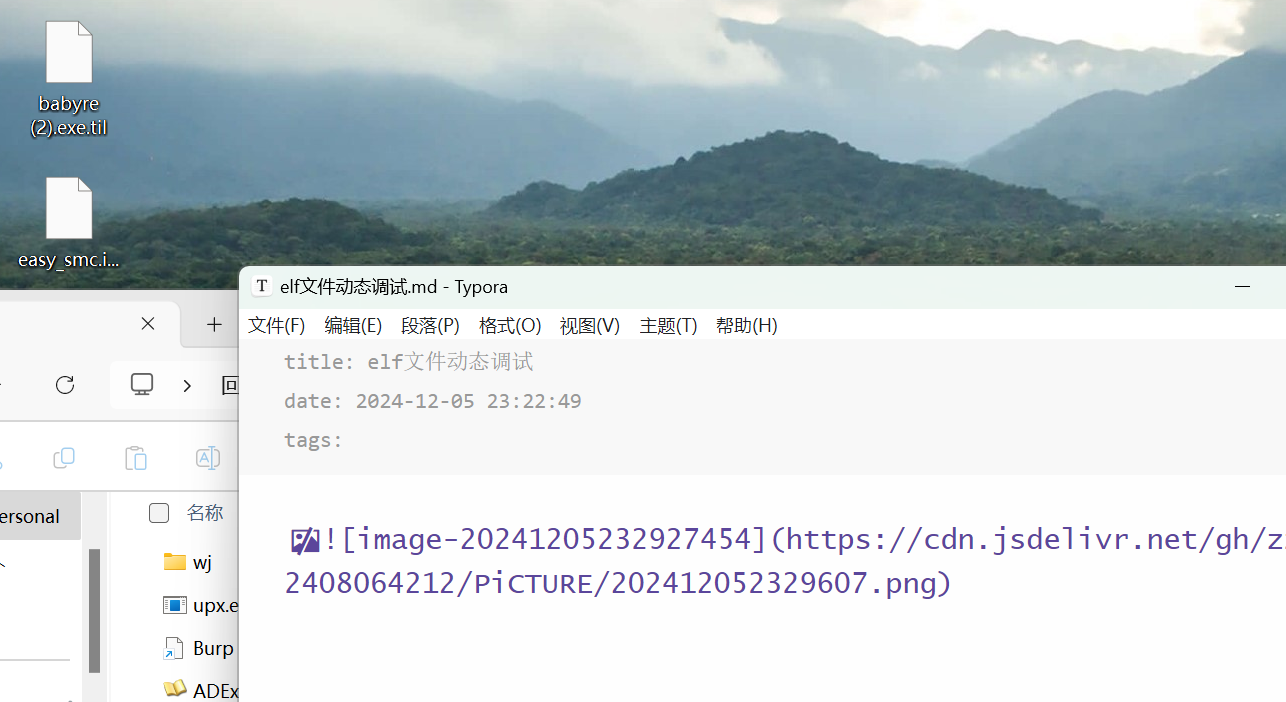 babyre
(2).exe.til
easy_smc.i...
elf文件动态调试.md - Typora
文件(F) 编辑(E) 段落(P) 格式(O) 视图(V) 主题(T) 帮助(H)
title: elf文件动态调试
date: 2024-12-05 23:22:49
tags:
![image-20241205232927454](https://cdn.jsdelivr.net/gh/z
2408064212/PiCTURE/202412052329607.png)
回
ersonal
名称
wj
upx.e
Burp
ADEx